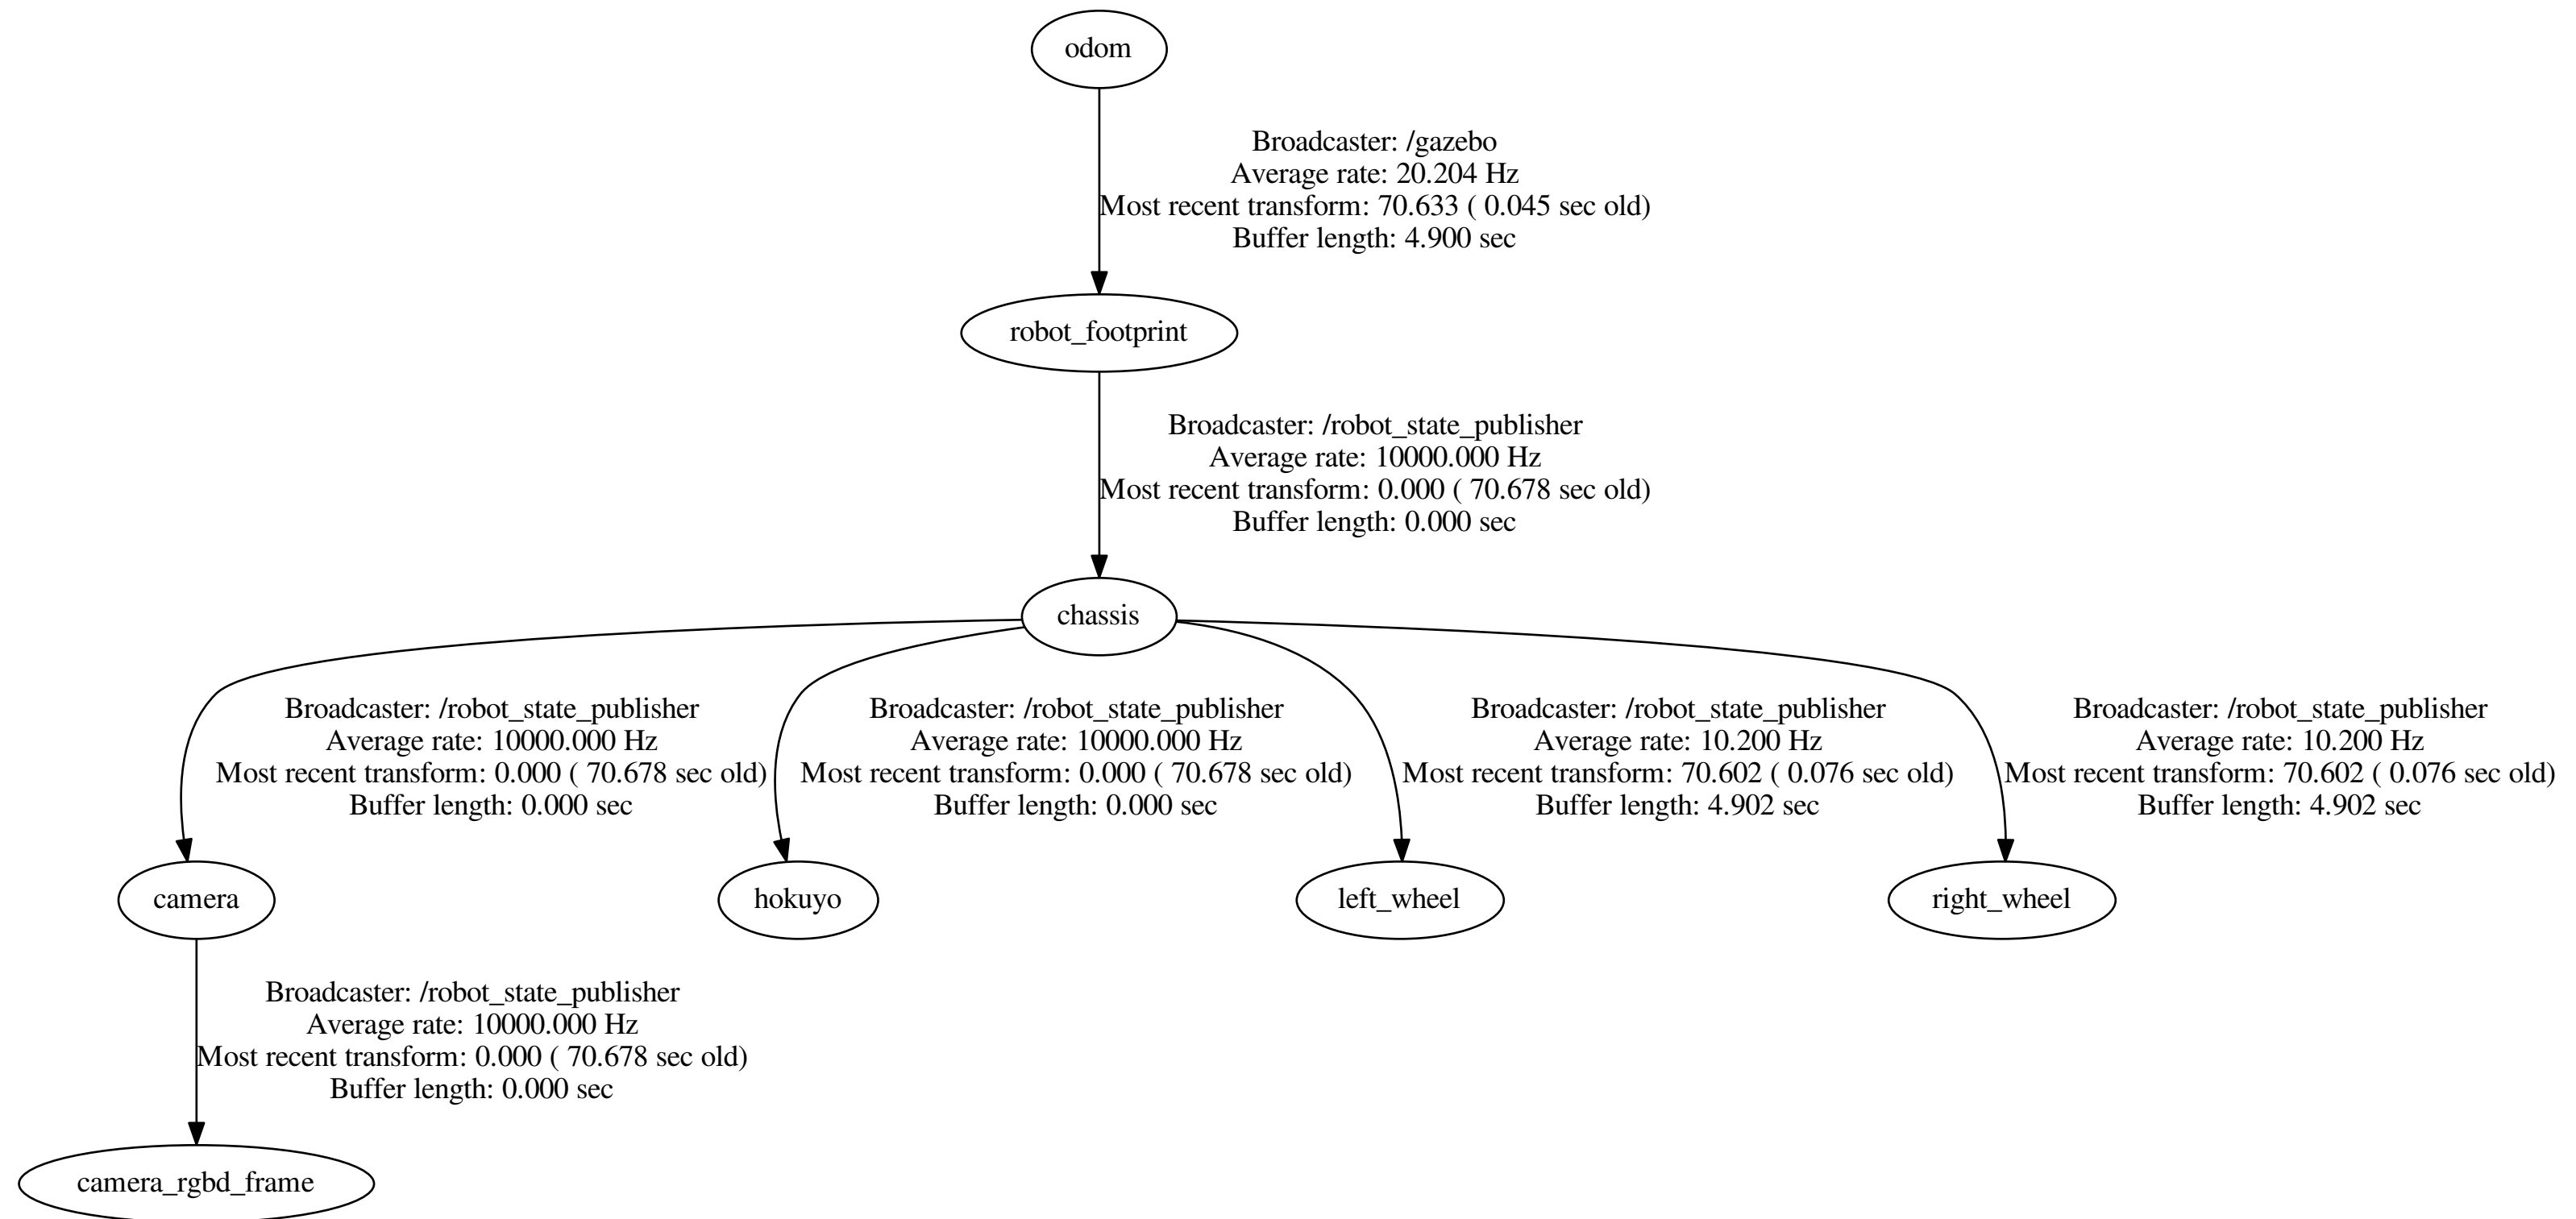 odom
Broadcaster: /gazebo
Average rate: 20.204 Hz
Most recent transform: 70.633 ( 0.045 sec old)
Buffer length: 4.900 sec
robot_footprint
Broadcaster: /robot_state_publisher
Average rate: 10000.000 Hz
Most recent transform: 0.000 ( 70.678 sec old)
Buffer length: 0.000 sec
chassis
Broadcaster: /robot_state_publisher
Average rate: 10000.000 Hz
Most recent transform: 0.000 ( 70.678 sec old)
Buffer length: 0.000 sec
Broadcaster: /robot_state_publisher
Average rate: 10000.000 Hz
Most recent transform: 0.000 ( 70.678 sec old)
Buffer length: 0.000 sec
Broadcaster: /robot_state_publisher
Average rate: 10.200 Hz
Most recent transform: 70.602 ( 0.076 sec old)
Buffer length: 4.902 sec
Broadcaster: /robot_state_publisher
Average rate: 10.200 Hz
Most recent transform: 70.602 ( 0.076 sec old)
Buffer length: 4.902 sec
camera
hokuyo
left_wheel
right_wheel
Broadcaster: /robot_state_publisher
Average rate: 10000.000 Hz
Most recent transform: 0.000 ( 70.678 sec old)
Buffer length: 0.000 sec
camera_rgbd_frame